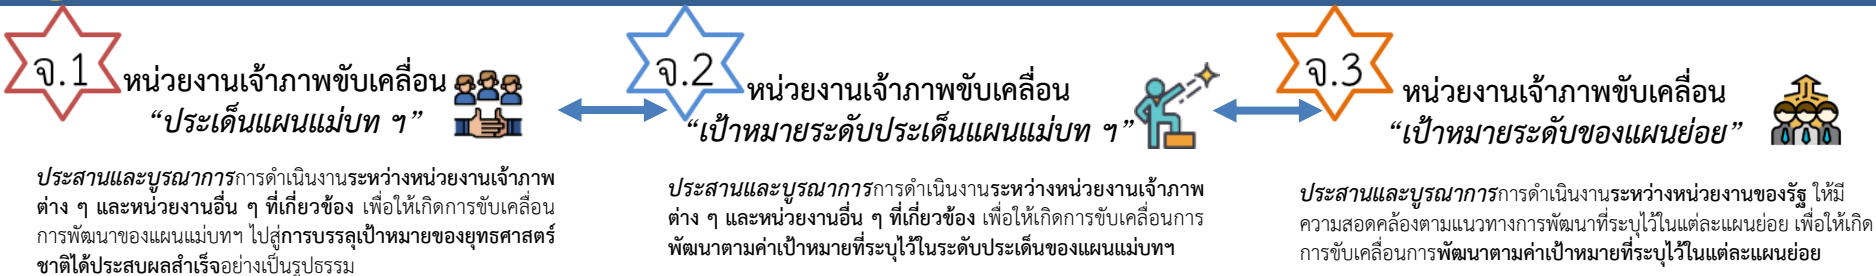 จ.1
หน่วยงานเจ้าภาพขับเคลื่อน
“ประเด็นแผนแม่บท ฯ”
ประสานและบูรณาการการดำเนินงานระหว่างหน่วยงานเจ้าภาพ
ต่าง ๆ และหน่วยงานอื่น ๆ ที่เกี่ยวข้อง เพื่อให้เกิดการขับเคลื่อน
การพัฒนาของแผนแม่บทฯ ไปสู่การบรรลุเป้าหมายของยุทธศาสตร์
ชาติได้ประสบผลสำเร็จอย่างเป็นรูปธรรม
จ.2
หน่วยงานเจ้าภาพขับเคลื่อน
“เป้าหมายระดับประเด็นแผนแม่บท ฯ”
ประสานและบูรณาการการดำเนินงานระหว่างหน่วยงานเจ้าภาพ
ต่าง ๆ และหน่วยงานอื่น ๆ ที่เกี่ยวข้อง เพื่อให้เกิดการขับเคลื่อนการ
พัฒนาตามค่าเป้าหมายที่ระบุไว้ในระดับประเด็นของแผนแม่บทฯ
จ.3
หน่วยงานเจ้าภาพขับเคลื่อน
“เป้าหมายระดับของแผนย่อย”
ประสานและบูรณาการการดำเนินงานระหว่างหน่วยงานของรัฐ ให้มี
ความสอดคล้องตามแนวทางการพัฒนาที่ระบุไว้ในแต่ละแผนย่อย เพื่อให้เกิด
การขับเคลื่อนการพัฒนาตามค่าเป้าหมายที่ระบุไว้ในแต่ละแผนย่อย